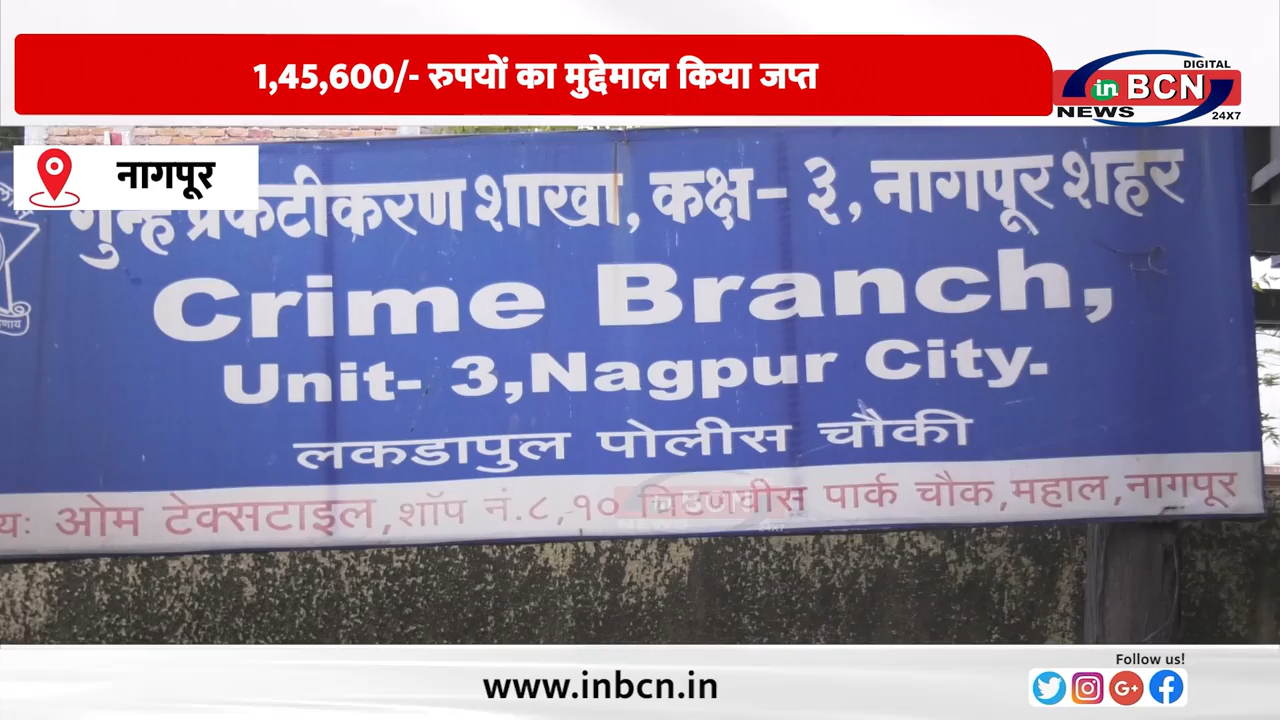 1,45,600/- रुपयों का मुद्देमाल किया जप्त
DIGITAL
in BCN
NEWS 24X7
नागपूर
गुन्हे प्रकटीकरण शाखा, कक्ष- ३, नागपूर शहर
Crime Branch,
Unit- 3,Nagpur City.
लकडापुल पोलीस चौकी
यः ओम टेक्सटाइल,शॉप नं.८,-१० चिटणवीस पार्क चौक,महाल,नागपूर
www.inbcn.in
Follow us!